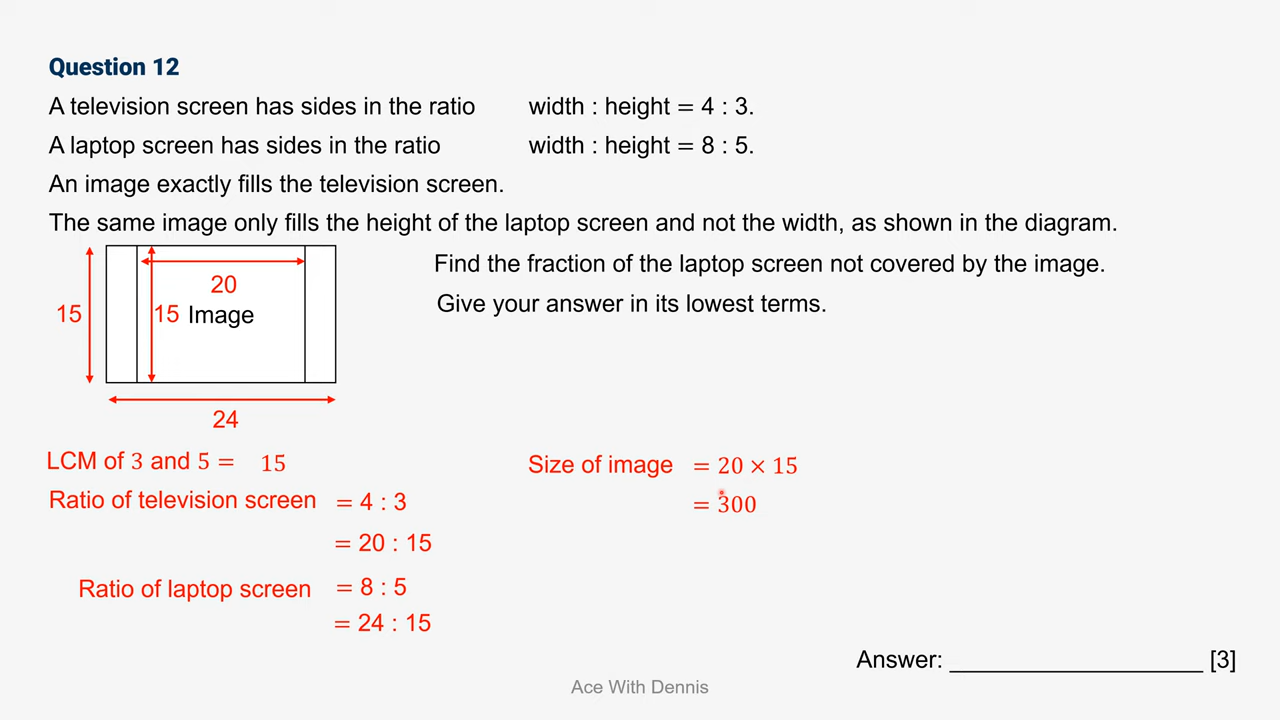 Question 12
A television screen has sides in the ratio width : height = 4 : 3.
A laptop screen has sides in the ratio width : height = 8 : 5.
An image exactly fills the television screen.
The same image only fills the height of the laptop screen and not the width, as shown in the diagram.
Find the fraction of the laptop screen not covered by the image.
Give your answer in its lowest terms.
20
15
15 Image
24
LCM of 3 and 5 = 15
Ratio of television screen = 4 : 3
= 20 : 15
Ratio of laptop screen = 8 : 5
= 24 : 15
Size of image = 20 × 15
= 300
Answer: ____________________ [3]
Ace With Dennis